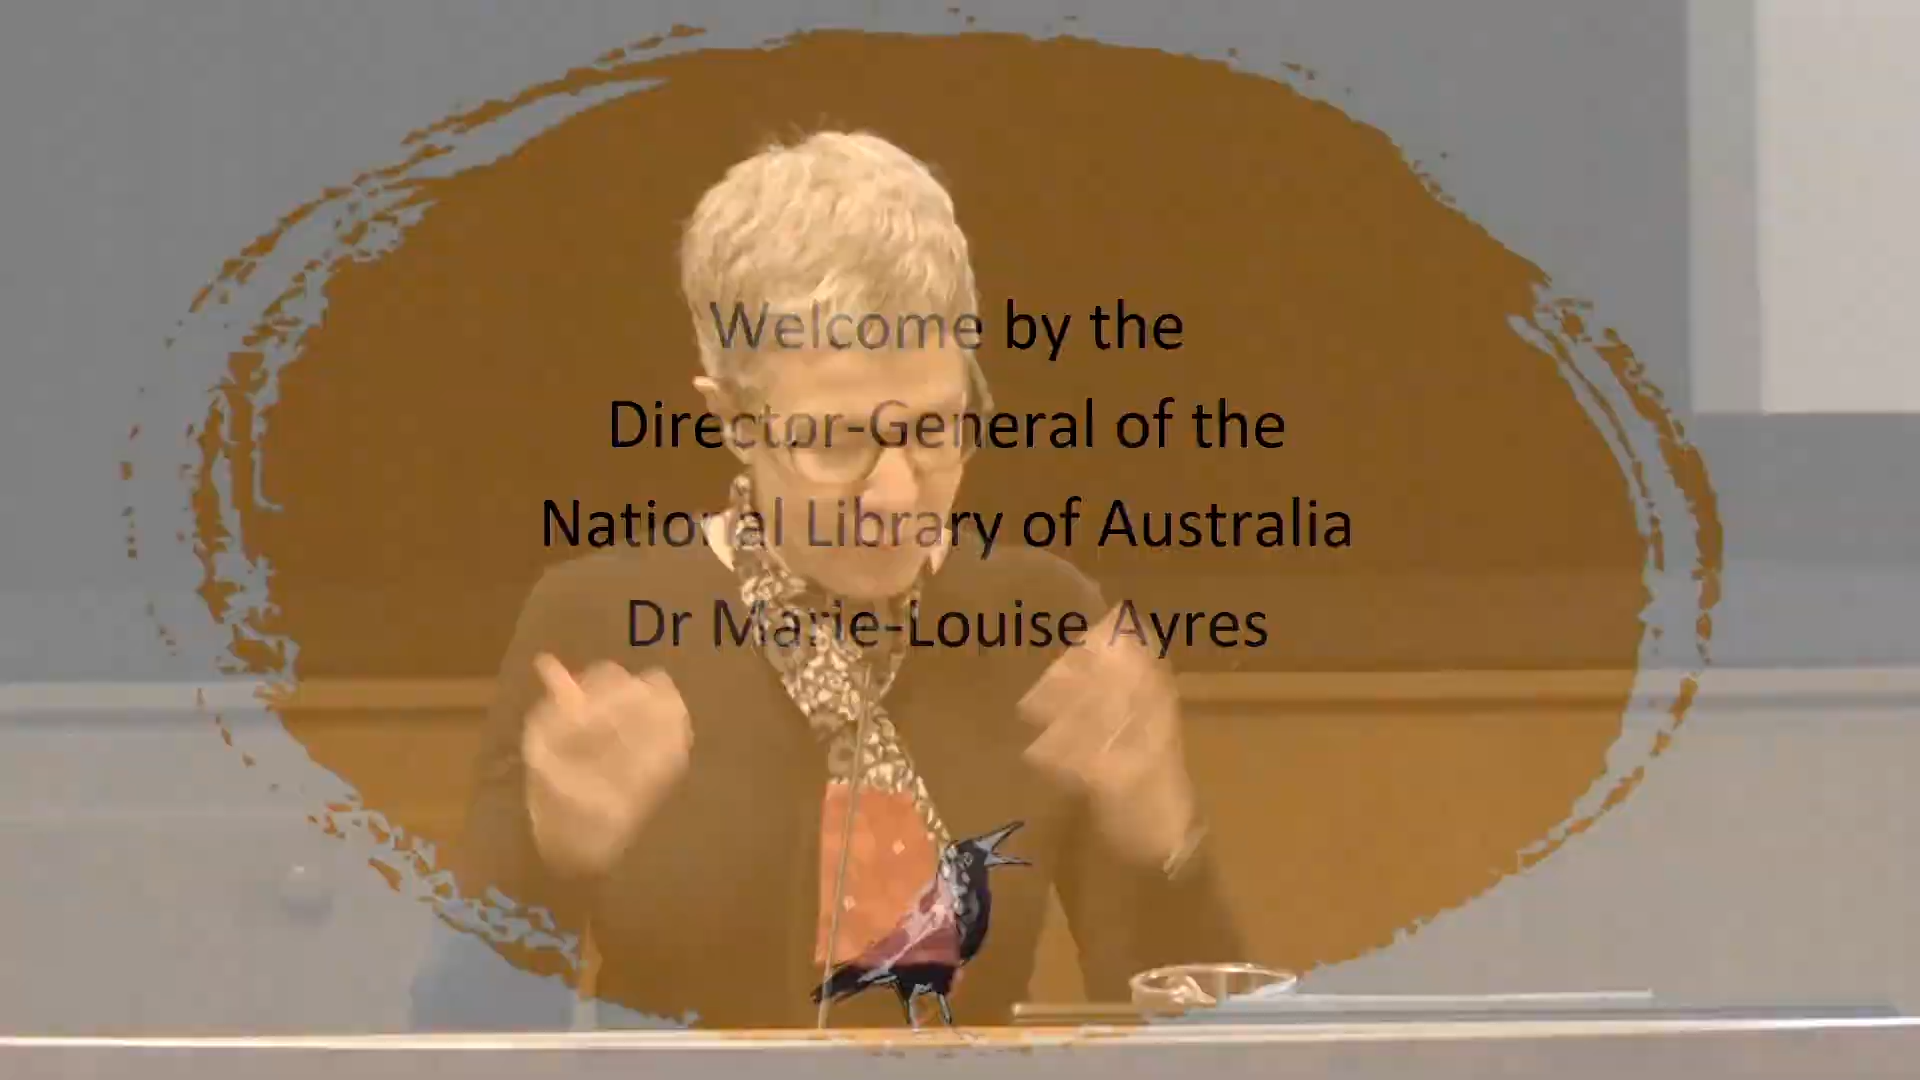 Welcome by the
Director-General of the
National Library of Australia
Dr Marie-Louise Ayres